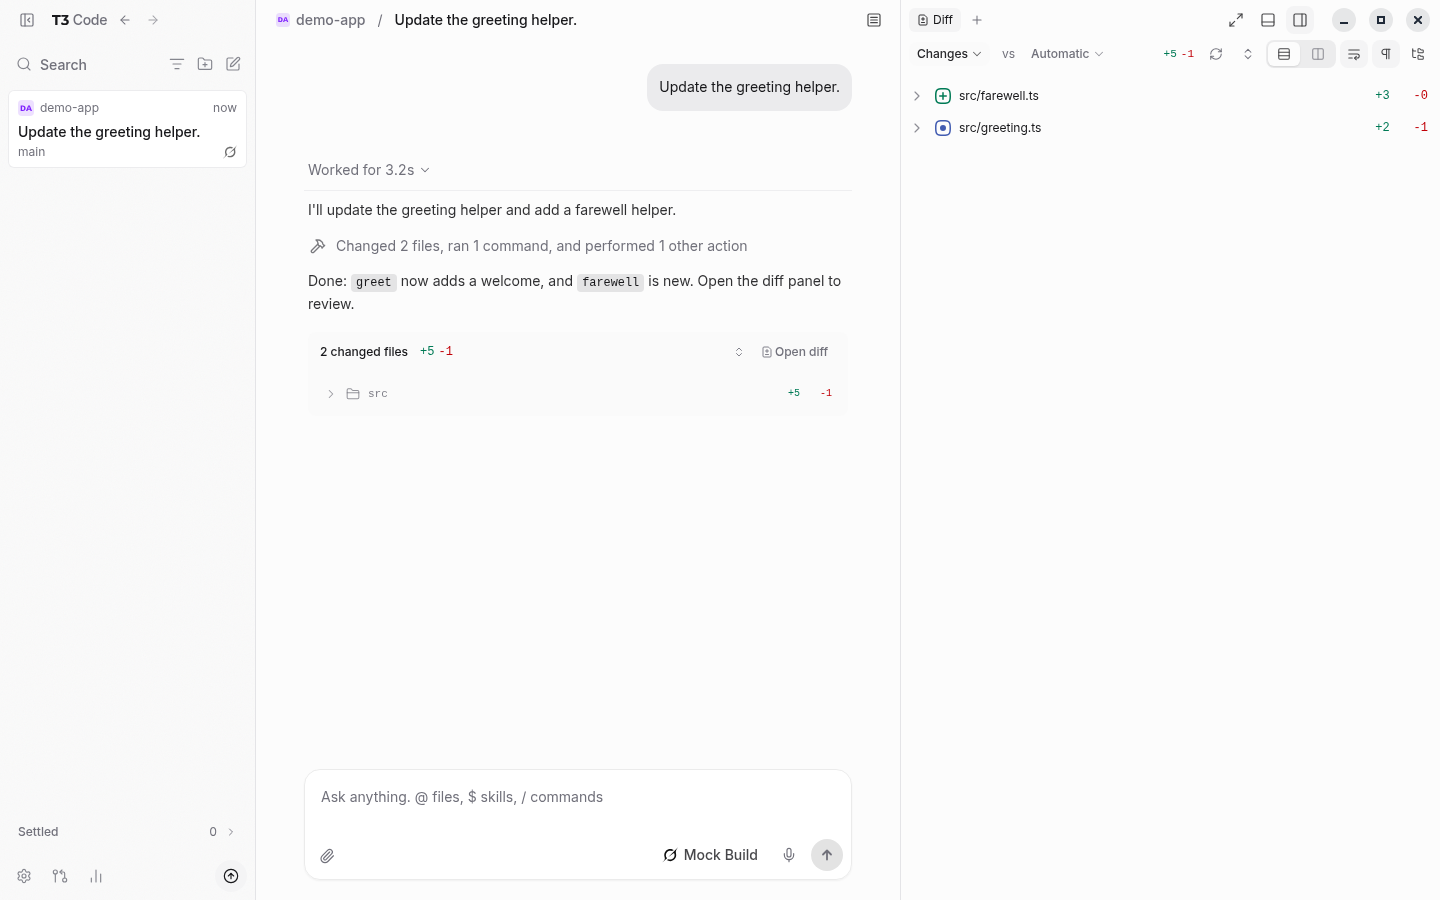 T3 Code
Search
DA demo-app now
Update the greeting helper.
main
Settled 0
DA demo-app / Update the greeting helper.
Update the greeting helper.
Worked for 3.2s
I'll update the greeting helper and add a farewell helper.
Changed 2 files, ran 1 command, and performed 1 other action
Done: greet now adds a welcome, and farewell is new. Open the diff panel to
review.
2 changed files +5 -1 Open diff
src +5 -1
Ask anything. @ files, $ skills, / commands
Mock Build
Diff
Changes vs Automatic +5 -1
src/farewell.ts +3 -0
src/greeting.ts +2 -1